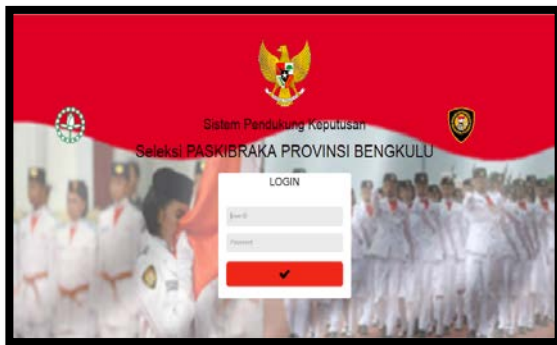 Sistem Pendukung Keputusan
Seleksi PASKIBRAKA PROVINSI BENGKULU
LOGIN
Password